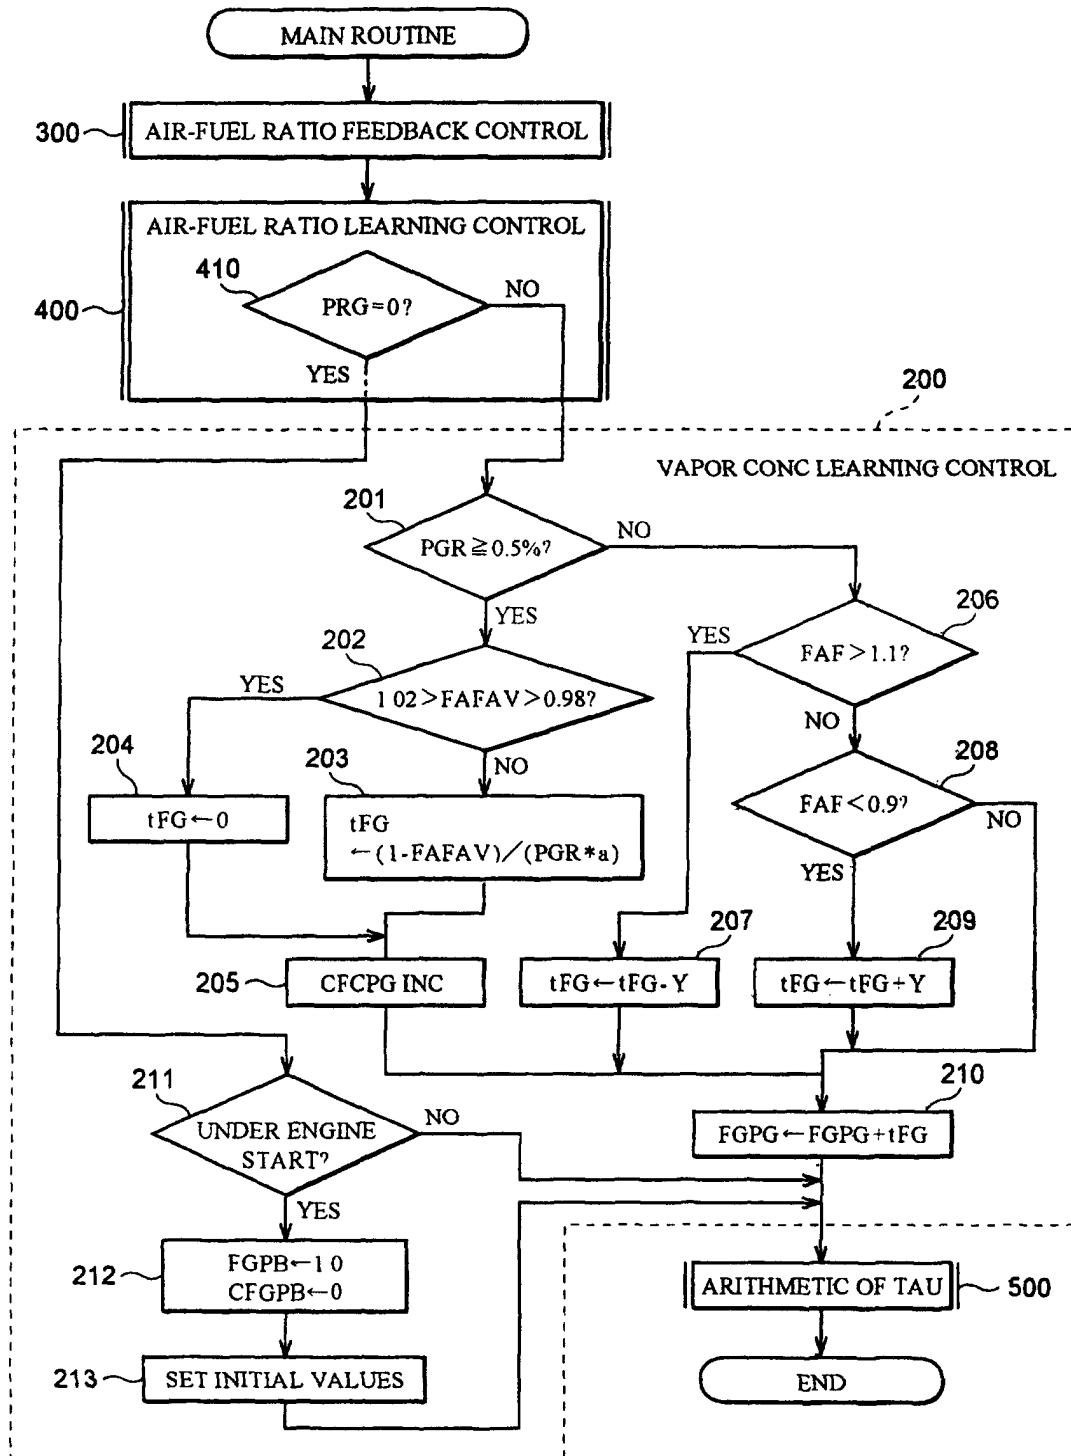 MAIN ROUTINE
300
AIR-FUEL RATIO FEEDBACK CONTROL
AIR-FUEL RATIO LEARNING CONTROL
410
PRG=0?
NO
400
YES
200
VAPOR CONC LEARNING CONTROL
201
PGR≧0.5%?
NO
YES
206
202
YES
FAF>1.1?
YES
1 02>FAFAV>0.98?
NO
204
203
NO
208
tFG←0
tFG
←(1-FAFAV)/(PGR*a)
FAF<0.9?
NO
YES
207
209
205
CFCPG INC
tFG←tFG-Y
tFG←tFG+Y
211
210
NO
UNDER ENGINE
START?
FGPG←FGPG+tFG
YES
212
FGPB←1 0
CFGPB←0
ARITHMETIC OF TAU
500
213
SET INITIAL VALUES
END